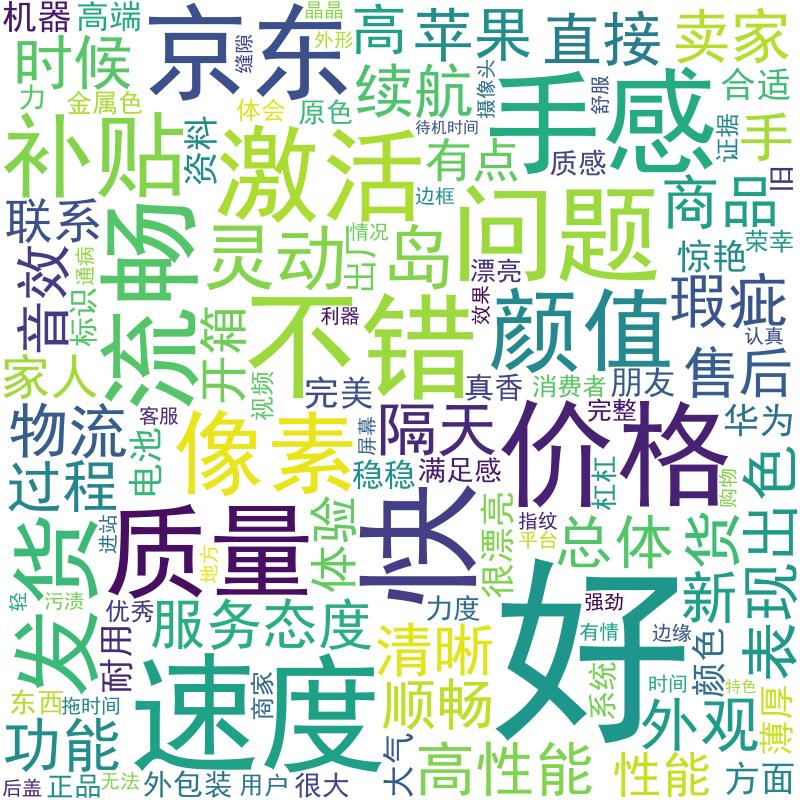 机器
高端
京东
晶晶
外形
缝隙
高
苹果
直接
卖家
时候
力
金属色
体会
原色
续航
摄像头
舒服
合适
手感
补贴
资料
激活
待机时间
有点
质感
证据
手
旧
联系
流畅
灵动
岛
边框
问题
商品
荣幸
情况
出厂
惊艳
音效
通病
标识
漂亮
效果
不错
利器
颜值
瑕疵
认真
家人
开箱
视频
完美
真香
消费者
朋友
售后
物流
客服
像素
屏幕
隔天
价格
完整
华为
过程
电池
稳稳
满足感
杠杠
购物
出色
发货
进站
质量
地方
体验
快
很漂亮
指纹
平台
总体
货
表现
轻
污渍
优秀
服务态度
力度
好
强劲
新
耐用
清晰
有情
边缘
颜色
东西
拖时间
速度
商家
顺畅
系统
时间
特色
外观
薄厚
功能
大气
高性能
性能
方面
后盖
正品
无法
外包装
用户
很大